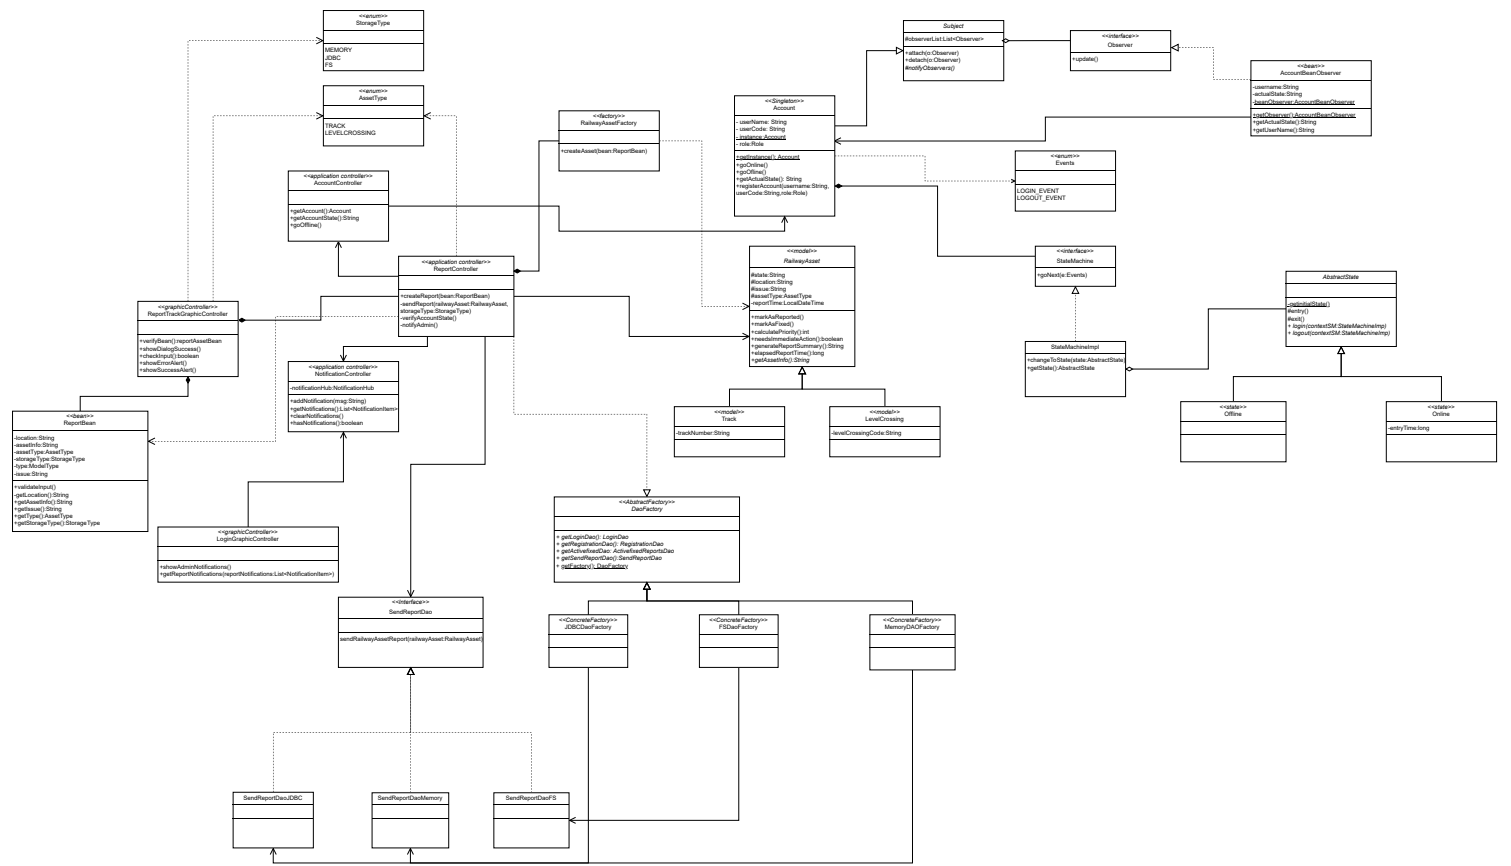 <<enum>>
StorageType
MEMORY
JDBC
FS
<<enum>>
AssetType
TRACK
LEVELCROSSING
<<factory>>
RailwayAssetFactory
+createAsset(bean:ReportBean)
<<application controller>>
AccountController
+getAccount():Account
+getAccountState():String
+goOffline()
<<application controller>>
ReportController
+createReport(bean:ReportBean)
-sendReport(railwayAsset:RailwayAsset,
storageType:StorageType)
-verifyAccountState()
-notifyAdmin()
<<graphicController>>
ReportTrackGraphicController
+verifyBean():reportAssetBean
+showDialogSuccess()
+checkInput():boolean
+showErrorAlert()
+showSuccessAlert()
<<application controller>>
NotificationController
-notificationHub:NotificationHub
+addNotification(msg:String)
+getNotifications():List<NotificationItem>
+clearNotifications()
+hasNotifications():boolean
<<bean>>
ReportBean
-location:String
-assetInfo:String
-assetType:AssetType
-storageType:StorageType
-type:ModelType
-issue:String
+validateInput()
-getLocation():String
+getAssetInfo():String
+getIssue():String
+getType():AssetType
+getStorageType():StorageType
<<graphicController>>
LoginGraphicController
+showAdminNotifications()
+getReportNotifications(reportNotifications:List<NotificationItem>)
<<Singleton>>
Account
- userName: String
- userCode: String
- instance:Account
- role:Role
+getInstance(): Account
+goOnline()
+goOfline()
+getActualState(): String
+registerAccount(username:String,
userCode:String,role:Role)
Subject
#observerList:List<Observer>
+attach(o:Observer)
+detach(o:Observer)
#notifyObservers()
<<interface>>
Observer
+update()
<<bean>>
AccountBeanObserver
-username:String
-actualState:String
-beanObserver:AccountBeanObserver
+getObserver():AccountBeanObserver
+getActualState():String
+getUserName():String
<<enum>>
Events
LOGIN_EVENT
LOGOUT_EVENT
<<interface>>
StateMachine
+goNext(e:Events)
StateMachineImpl
+changeToState(state:AbstractState)
+getState():AbstractState
AbstractState
-getInitialState()
#entry()
#exit()
+ login(contextSM:StateMachineImp)
+ logout(contextSM:StateMachineImp)
<<state>>
Offline
<<state>>
Online
-entryTime:long
<<model>>
RailwayAsset
#state:String
#location:String
#issue:String
#assetType:AssetType
-reportTime:LocalDateTime
+markAsReported()
+markAsFixed()
+calculatePriority():int
+needsImmediateAction():boolean
+generateReportSummary():String
+elapsedReportTime():long
+getAssetInfo():String
<<model>>
Track
-trackNumber:String
<<model>>
LevelCrossing
-levelCrossingCode:String
<<AbstractFactory>>
DaoFactory
+ getLoginDao(): LoginDao
+ getRegistrationDao(): RegistrationDao
+ getActivefixedDao: ActivefixedReportsDao
+ getSendReportDao():SendReportDao
+ getFactory(): DaoFactory
<<interface>>
SendReportDao
sendRailwayAssetReport(railwayAsset:RailwayAsset)
<<ConcreteFactory>>
JDBCDaoFactory
<<ConcreteFactory>>
FSDaoFactory
<<ConcreteFactory>>
MemoryDAOFactory
SendReportDaoJDBC
SendReportDaoMemory
SendReportDaoFS